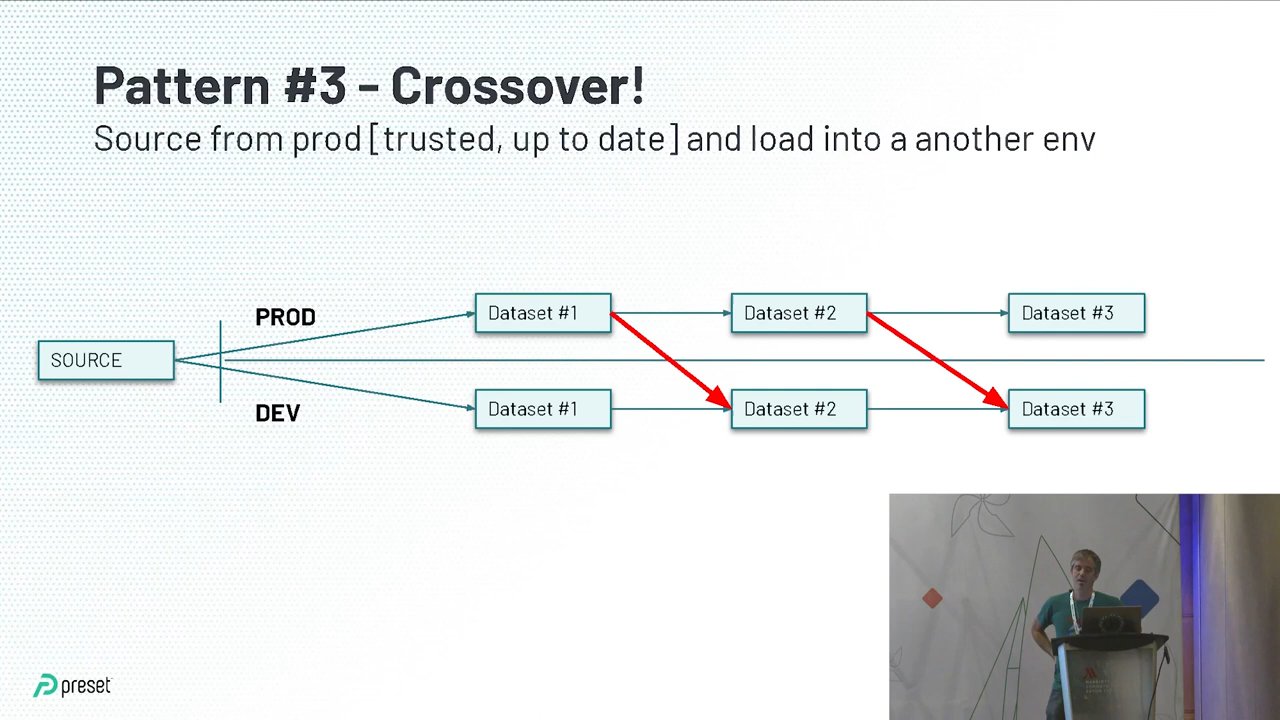 Pattern #3 – Crossover!
Source from prod [trusted, up to date] and load into a another env
PROD
Dataset #1
Dataset #2
Dataset #3
SOURCE
DEV
Dataset #1
Dataset #2
Dataset #3
preset